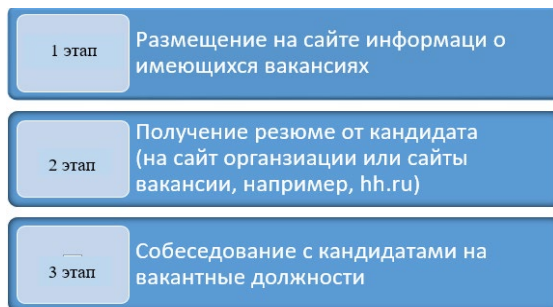 1 этап
Размещение на сайте информаци о
имеющихся вакансиях
2 этап
Получение резюме от кандидата
(на сайт органзиации или сайты
вакансии, например, hh.ru)
3 этап
Собеседование с кандидатами на
вакантные должности